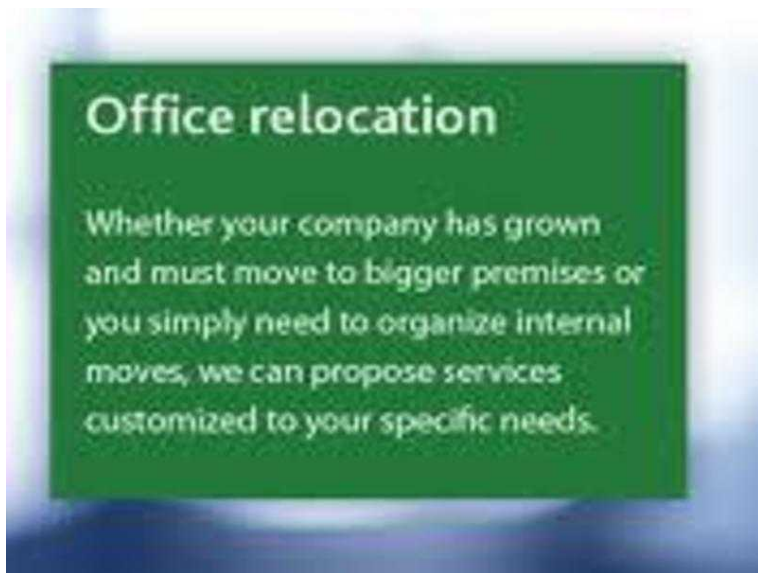 Office relocation
Whether your company has grown
and must move to bigger premises or
you simply need to organize internal
moves, we can propose services
customized to your specific needs.